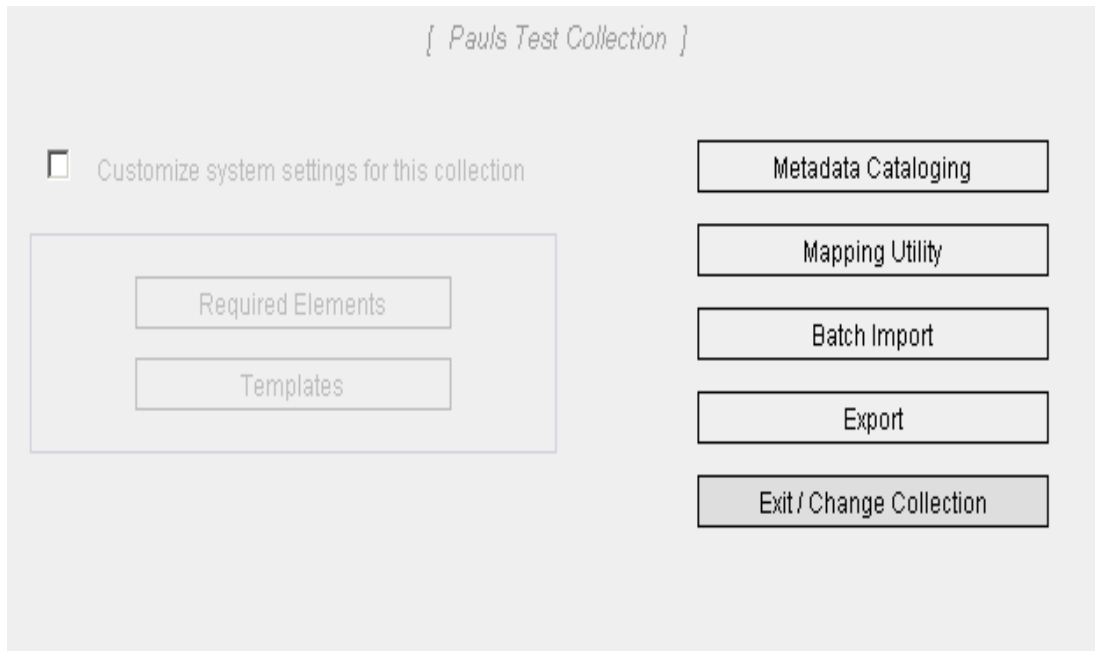 [ Pauls Test Collection ]
Customize system settings for this collection
Required Elements
Templates
Metadata Cataloging
Mapping Utility
Batch Import
Export
Exit / Change Collection